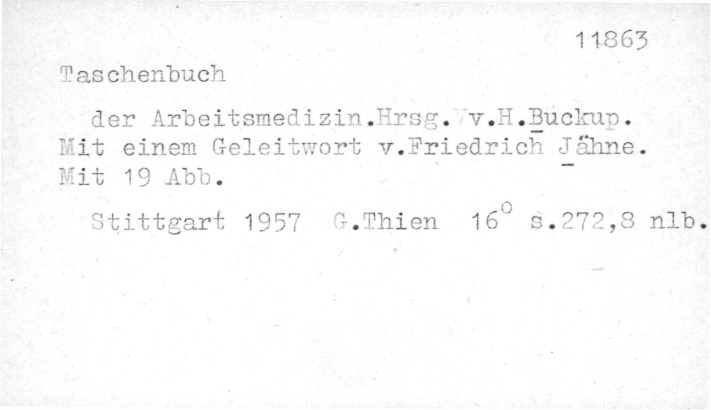 11863
Taschenbuch
der Arbeitsmedizin.Hrsg. v.H.Buckup.
Mit einem Geleitwort v.Friedrich Jähne.
Mit 19 Abb.
Stittgart 1957 G.Thien 16° s.272,8 nlb.